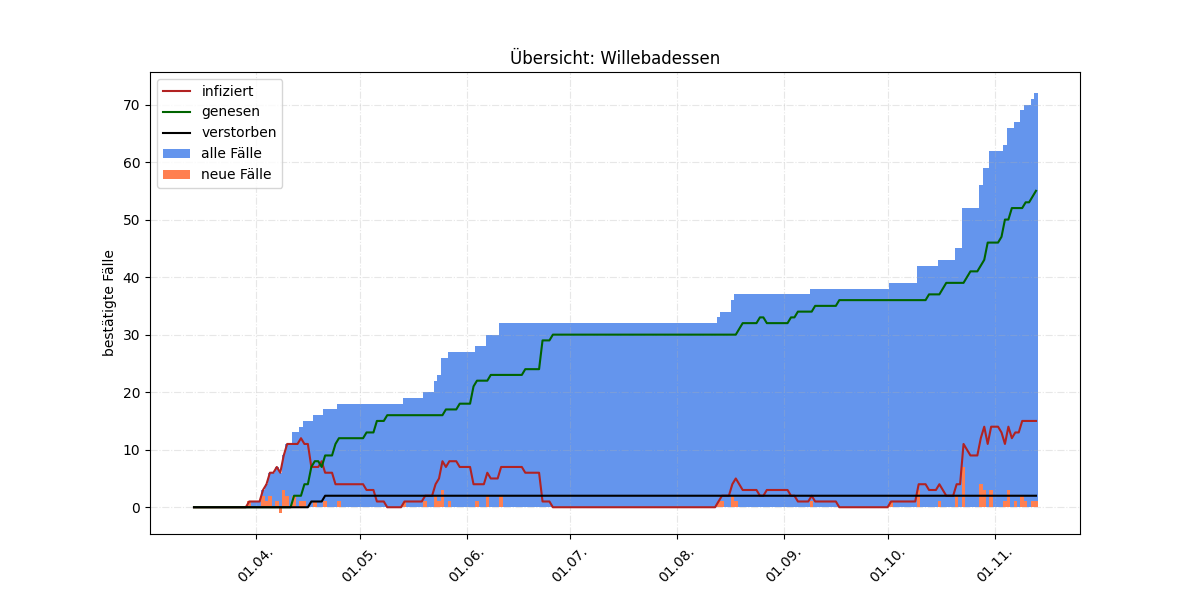 Übersicht: Willebadessen
infiziert
genesen
verstorben
alle Fälle
neue Fälle
bestätigte Fälle
70
60
50
40
30
20
10
0
01.04.
01.05.
01.06.
01.07.
01.08.
01.09.
01.10.
01.11.